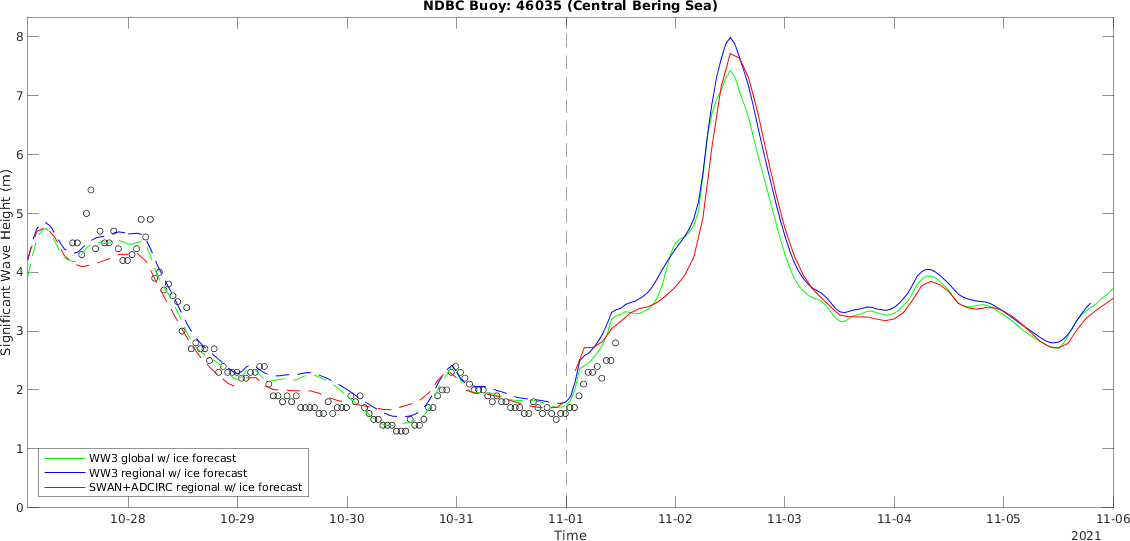 NDBC Buoy: 46035 (Central Bering Sea)
Significant Wave Height (m)
8
7
6
5
4
3
2
1
0
WW3 global w/ ice forecast
WW3 regional w/ ice forecast
SWAN+ADCIRC regional w/ ice forecast
10-28 10-29 10-30 10-31 11-01 11-02 11-03 11-04 11-05 11-06
Time
2021